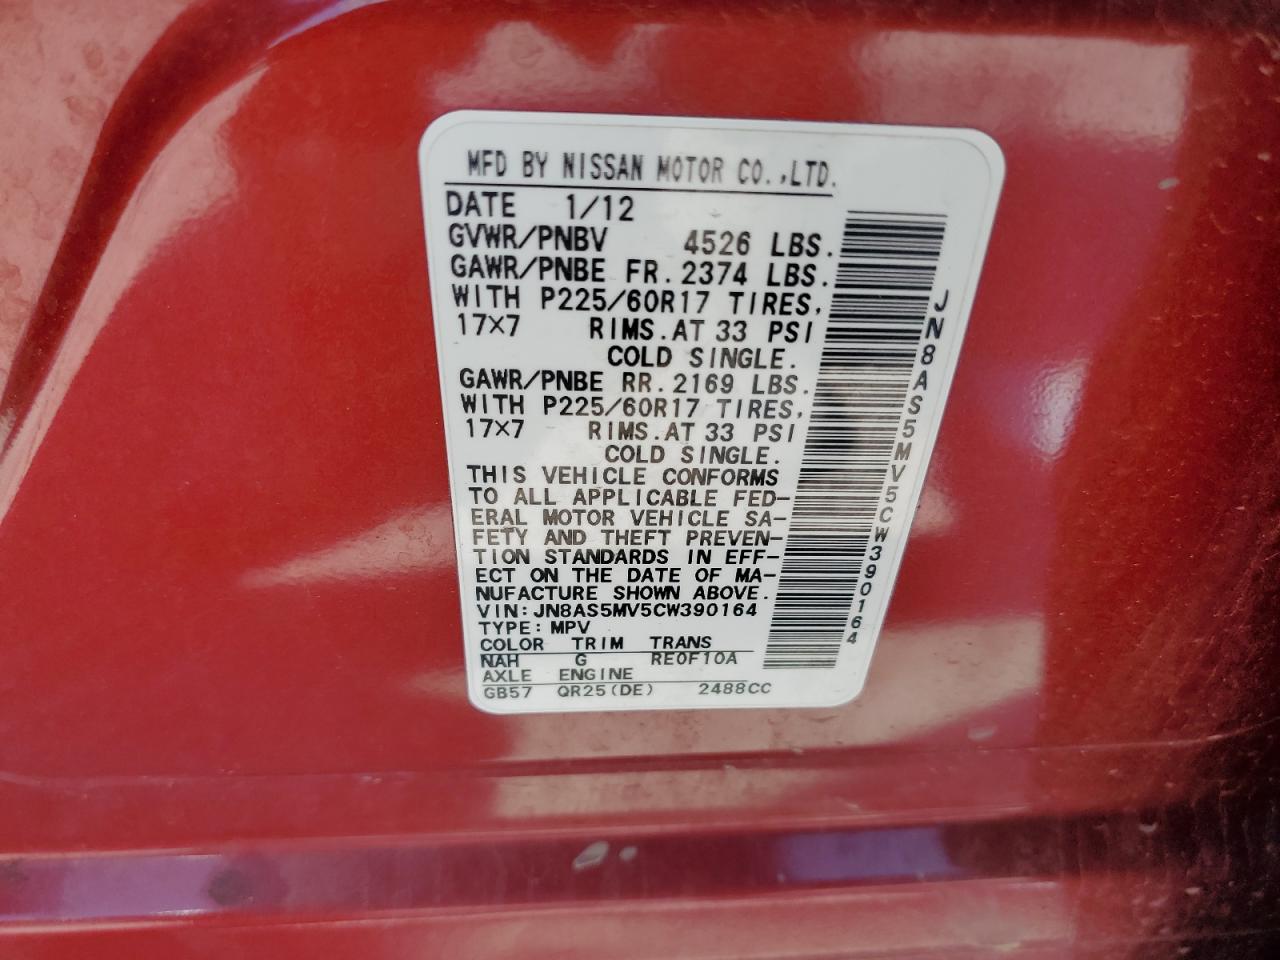 MFD BY NISSAN MOTOR CO.,LTD.
DATE 1/12
GVWR/PNBV 4526 LBS.
GAWR/PNBE FR. 2374 LBS.
WITH P225/60R17 TIRES,
17×7 RIMS. AT 33 PSI
COLD SINGLE.
GAWR/PNBE RR. 2169 LBS.
WITH P225/60R17 TIRES,
17×7 RIMS. AT 33 PSI
COLD SINGLE.
THIS VEHICLE CONFORMS
TO ALL APPLICABLE FED-
ERAL MOTOR VEHICLE SA-
FETY AND THEFT PREVEN-
TION STANDARDS IN EFF-
ECT ON THE DATE OF MA-
NUFACTURE SHOWN ABOVE.
VIN: JN8AS5MV5CW390164
TYPE: MPV
COLOR TRIM TRANS
NAH G RE0F10A
AXLE ENGINE
GB57 QR25(DE) 2488CC
JN8AS5MV5CW390164